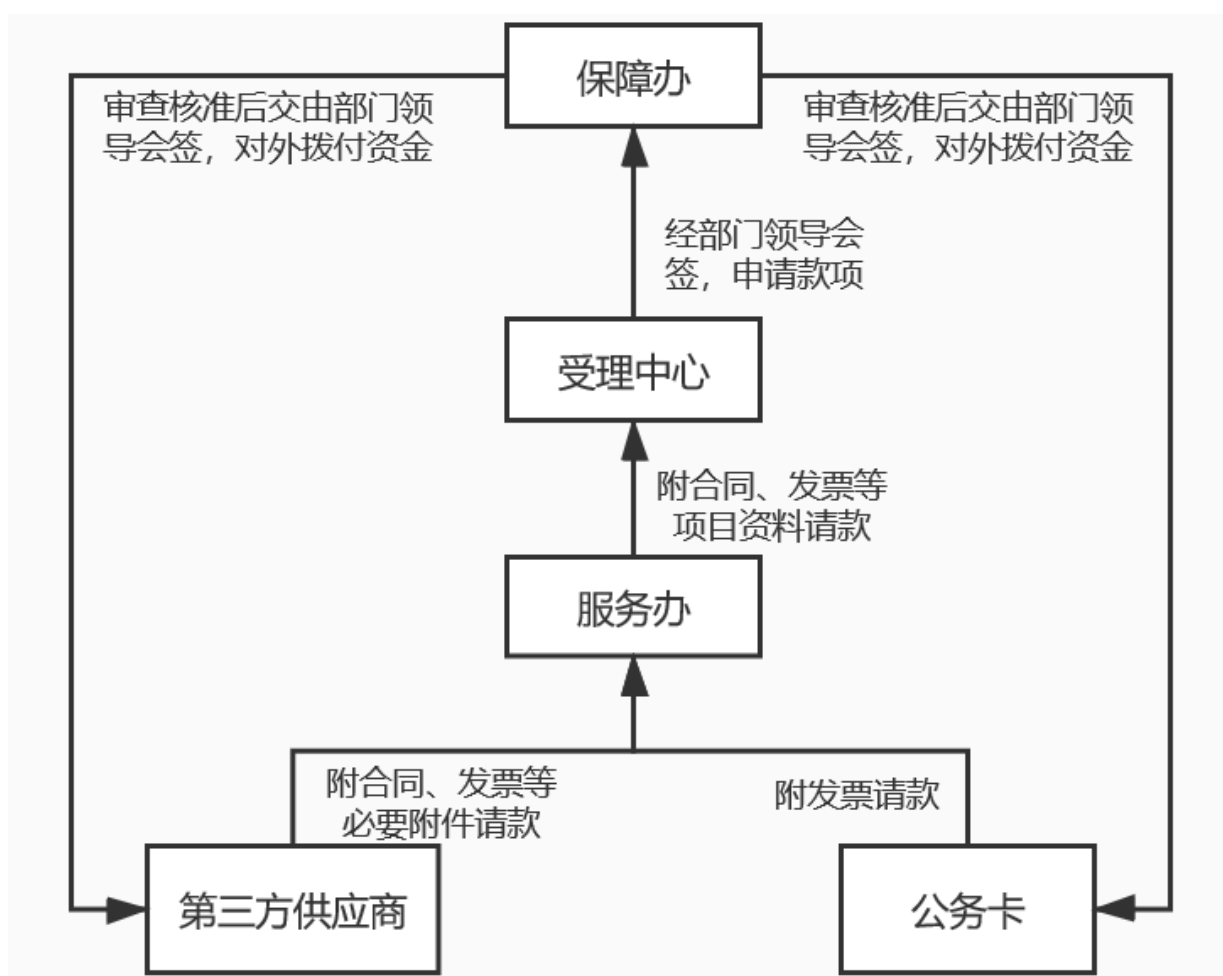 保障办
审查核准后交由部门领
导会签，对外拨付资金
审查核准后交由部门领
导会签，对外拨付资金
经部门领导会
签，申请款项
受理中心
附合同、发票等
项目资料请款
服务办
附合同、发票等
必要附件请款
附发票请款
第三方供应商
公务卡